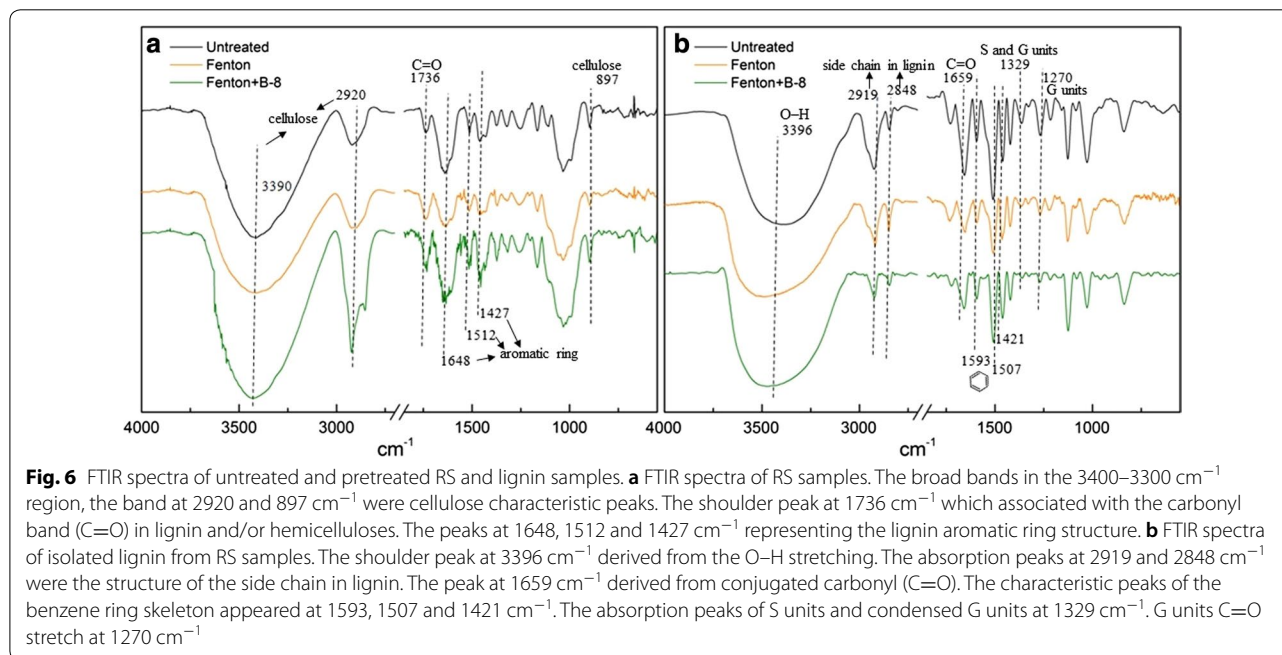 a
Untreated
Fenton
Fenton+B-8
C=O
1736
cellulose
897
2920
cellulose
3390
1427
1512
aromatic ring
1648
4000 3500 3000 1500 1000
cm-1
b
Untreated
Fenton
Fenton+B-8
S and G units
side chain in lignin
C=O
1329
2919 2848
1659
1270
G units
O–H
3396
1421
1593
1507
4000 3500 3000 1500 1000
cm-1
Fig. 6 FTIR spectra of untreated and pretreated RS and lignin samples. a FTIR spectra of RS samples. The broad bands in the 3400–3300 cm−1
region, the band at 2920 and 897 cm−1 were cellulose characteristic peaks. The shoulder peak at 1736 cm−1 which associated with the carbonyl
band (C=O) in lignin and/or hemicelluloses. The peaks at 1648, 1512 and 1427 cm−1 representing the lignin aromatic ring structure. b FTIR spectra
of isolated lignin from RS samples. The shoulder peak at 3396 cm−1 derived from the O–H stretching. The absorption peaks at 2919 and 2848 cm−1
were the structure of the side chain in lignin. The peak at 1659 cm−1 derived from conjugated carbonyl (C=O). The characteristic peaks of the
benzene ring skeleton appeared at 1593, 1507 and 1421 cm−1. The absorption peaks of S units and condensed G units at 1329 cm−1. G units C=O
stretch at 1270 cm−1